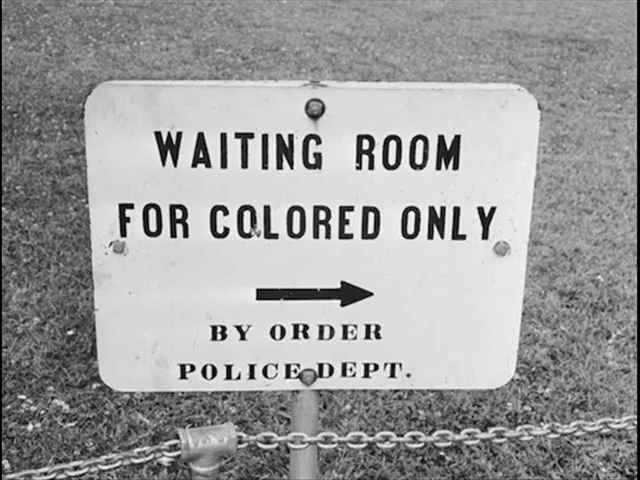 WAITING ROOM
FOR COLORED ONLY
BY ORDER
POLICE DEPT.